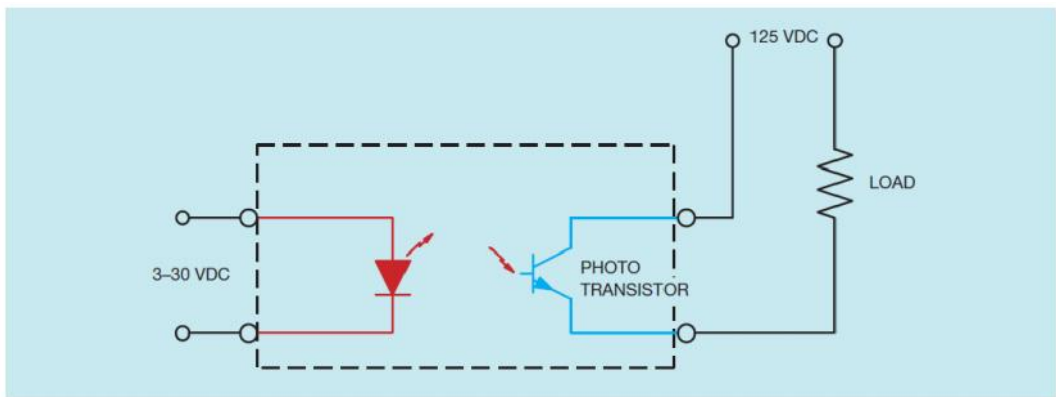 125 VDC
LOAD
3–30 VDC
PHOTO
TRANSISTOR